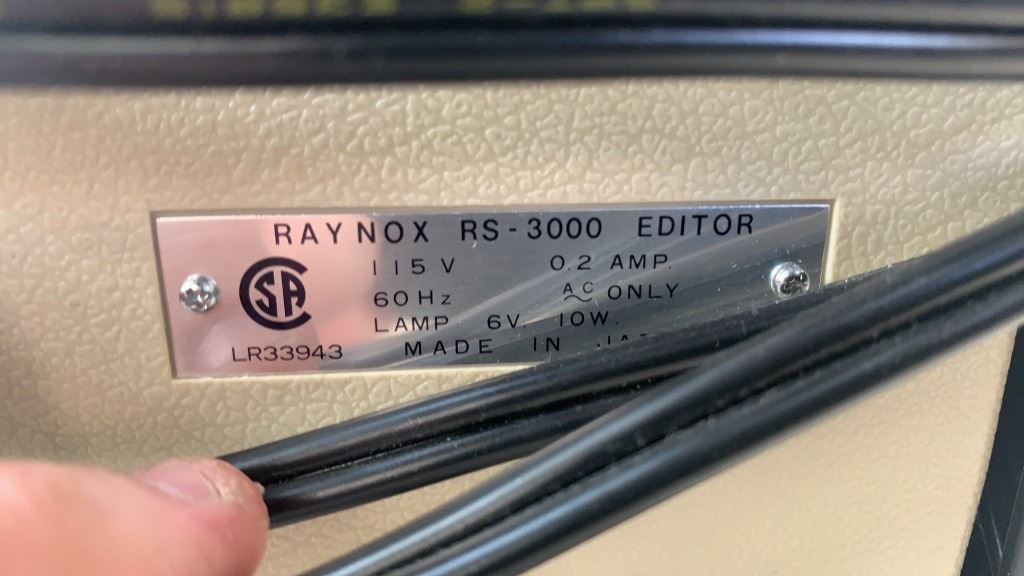 RAYNOX RS-3000 EDITOR
115V 0.2 AMP.
60Hz AC ONLY
LAMP 6V. 10W.
LR33943 MADE IN